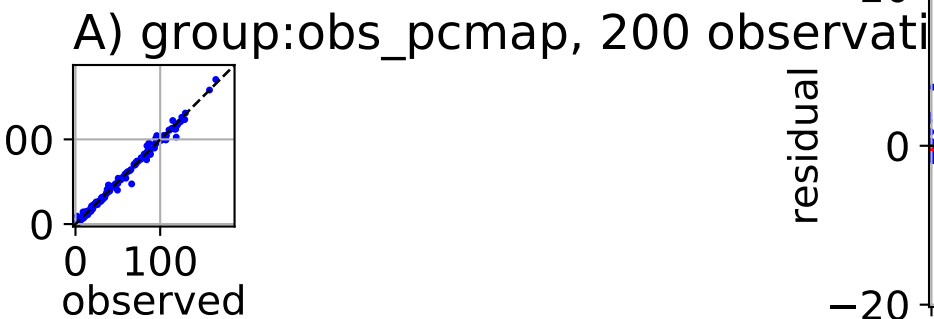 A) group:obs_pcmap, 200 observati
00
0
0 100
observed
residual
0
−20